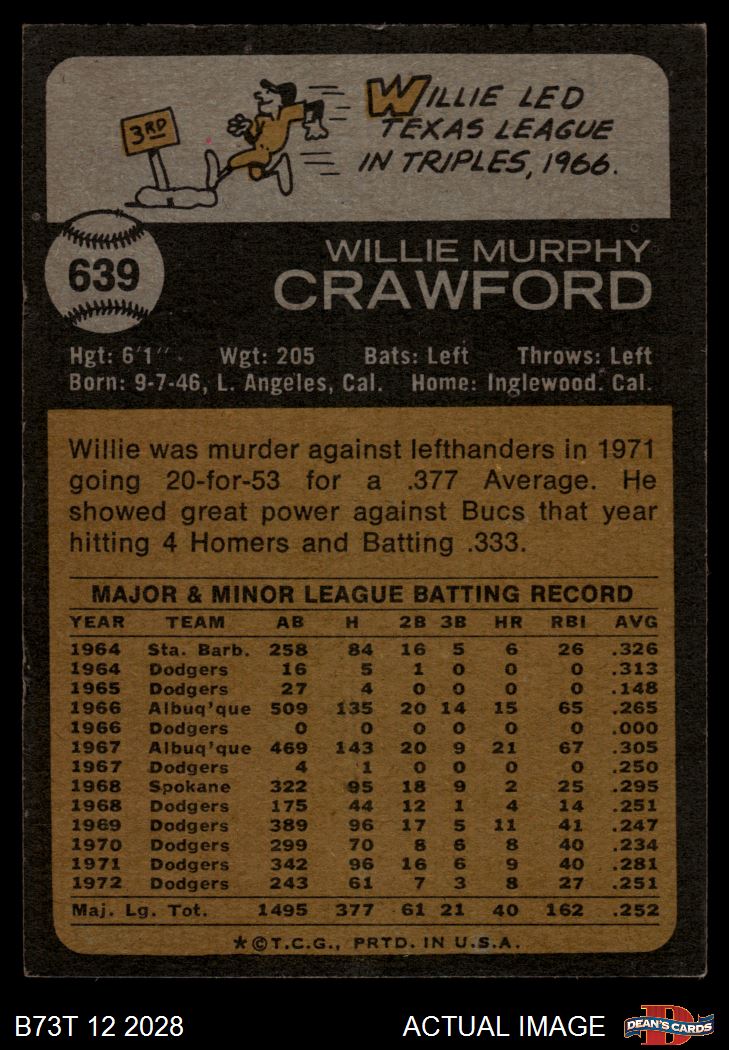 3RD
WILLIE LED
TEXAS LEAGUE
IN TRIPLES, 1966.
639
WILLIE MURPHY
CRAWFORD
Hgt: 6'1" Wgt: 205 Bats: Left Throws: Left
Born: 9-7-46, L. Angeles, Cal. Home: Inglewood. Cal.
Willie was murder against lefthanders in 1971
going 20-for-53 for a .377 Average. He
showed great power against Bucs that year
hitting 4 Homers and Batting .333.
MAJOR & MINOR LEAGUE BATTING RECORD
YEAR TEAM AB H 2B 3B HR RBI AVG
1964 Sta. Barb. 258 84 16 5 6 26 .326
1964 Dodgers 16 5 1 0 0 0 .313
1965 Dodgers 27 4 0 0 0 0 .148
1966 Albuq'que 509 135 20 14 15 65 .265
1966 Dodgers 0 0 0 0 0 0 .000
1967 Albuq'que 469 143 20 9 21 67 .305
1967 Dodgers 4 1 0 0 0 0 .250
1968 Spokane 322 95 18 9 2 25 .295
1968 Dodgers 175 44 12 1 4 14 .251
1969 Dodgers 389 96 17 5 11 41 .247
1970 Dodgers 299 70 8 6 8 40 .234
1971 Dodgers 342 96 16 6 9 40 .281
1972 Dodgers 243 61 7 3 8 27 .251
Maj. Lg. Tot. 1495 377 61 21 40 162 .252
★©T.C.G., PRTD. IN U.S.A.
B73T 12 2028 ACTUAL IMAGE DEAN'S CARDS